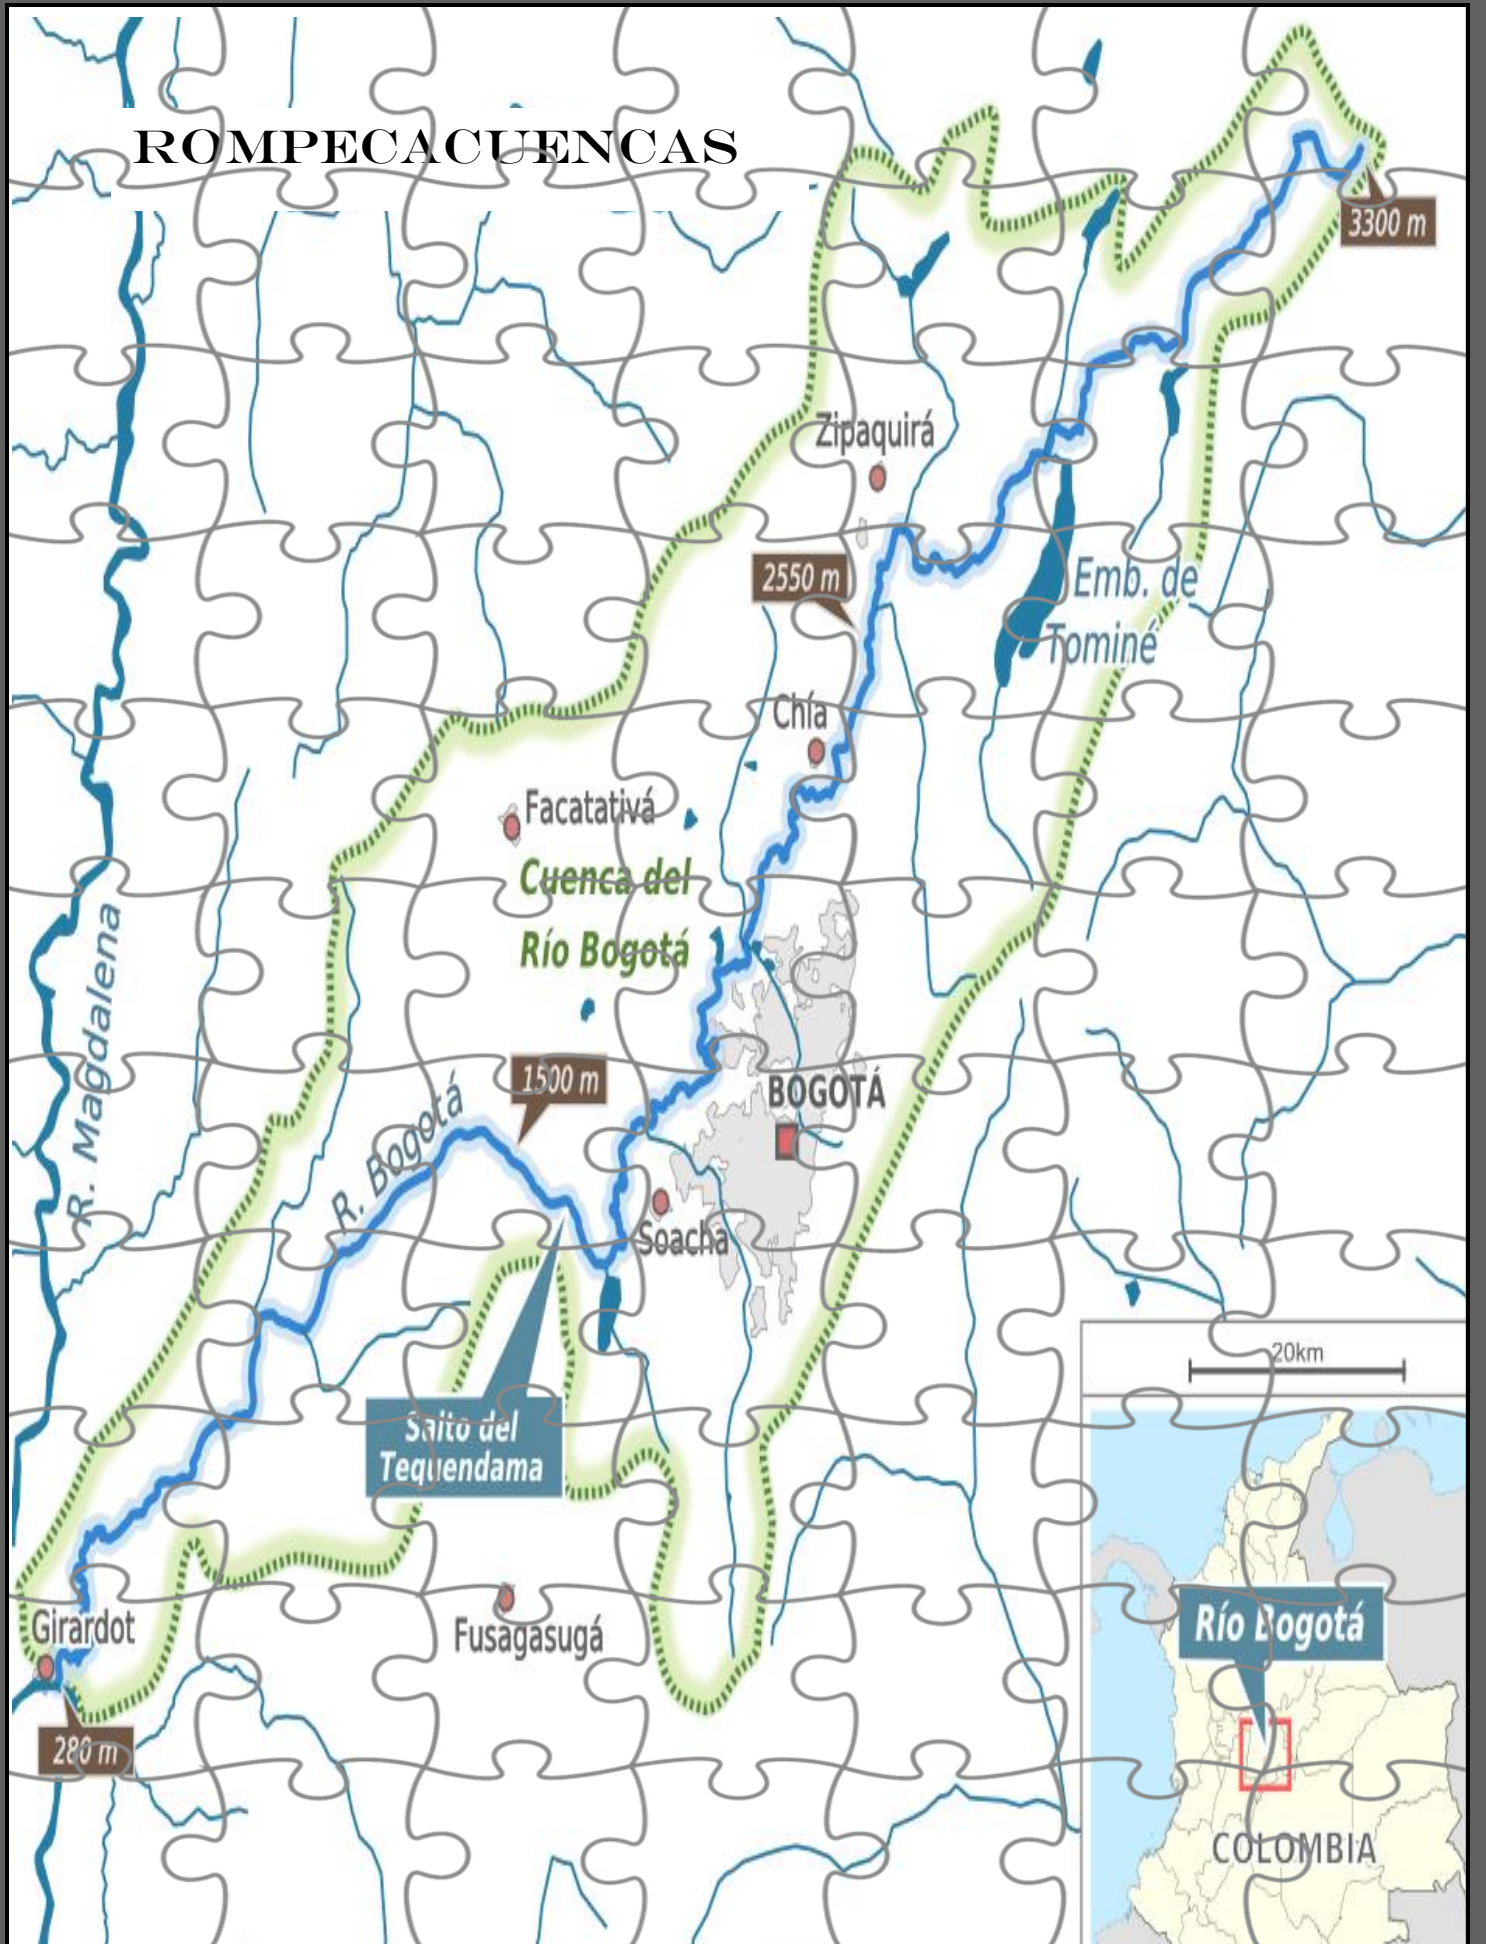 ROMPECACUENCAS
3300 m
Zipaquirá
2550 m
Emb. de
Tominé
Chía
Facatativá
Cuenca del
Río Bogotá
R. Magdalena
1500 m
BOGOTÁ
R. Bogotá
Soacha
20km
Salto del
Tequendama
Girardot
Fusagasugá
Río Bogotá
280 m
COLOMBIA